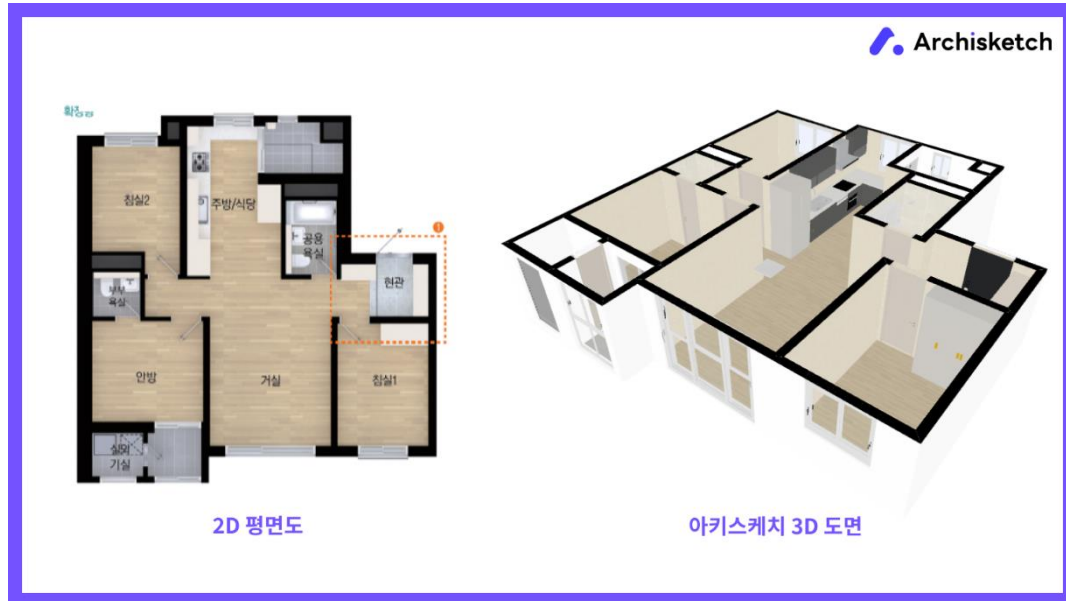 Archisketch
확장형
침실2
주방/식당
공용
욕실
1
현관
부부
욕실
안방
거실
침실1
실외
기실
2D 평면도
아키스케치 3D 도면